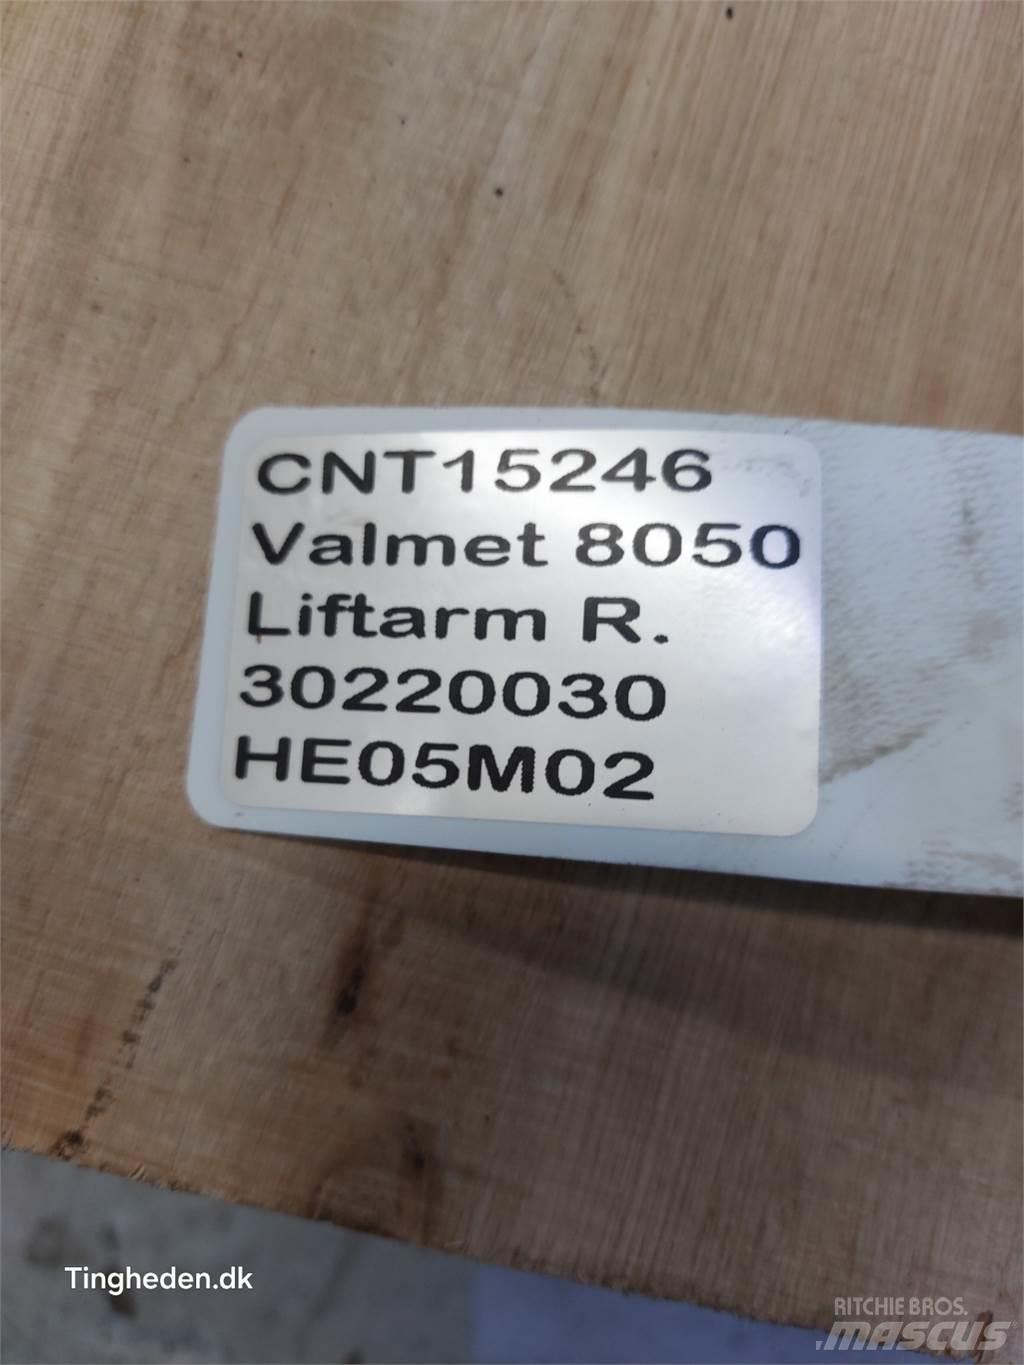 CNT15246
Valmet 8050
Liftarm R.
30220030
HE05M02
Tingheden.dk
RITCHIE BROS.
MASCUS